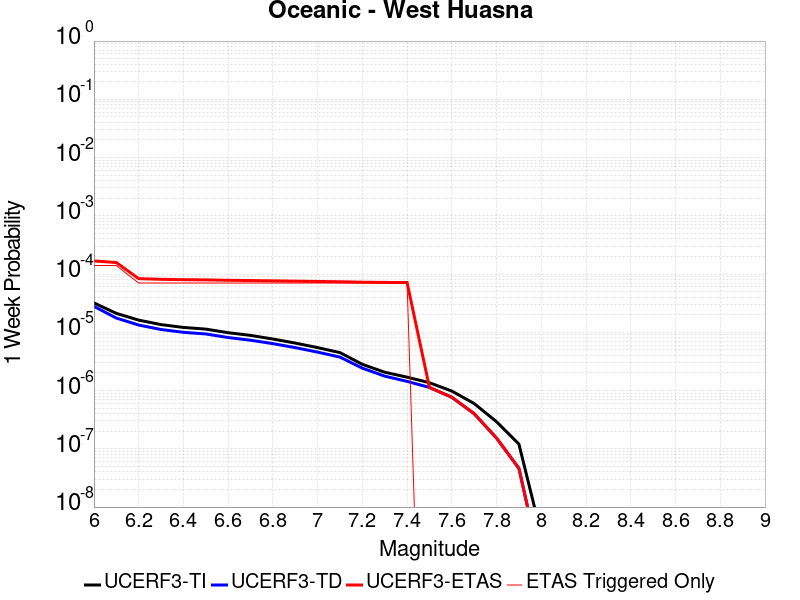 Oceanic - West Huasna
10^0
10^-1
10^-2
10^-3
10^-4
10^-5
10^-6
10^-7
10^-8
1 Week Probability
6 6.2 6.4 6.6 6.8 7 7.2 7.4 7.6 7.8 8 8.2 8.4 8.6 8.8 9
Magnitude
UCERF3-TI UCERF3-TD UCERF3-ETAS ETAS Triggered Only